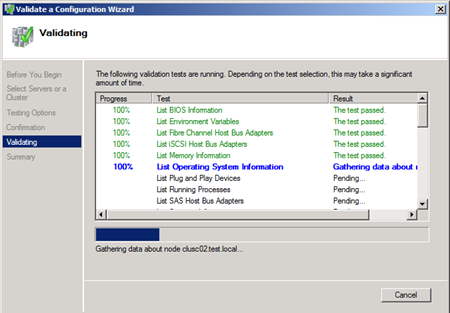 Validate a Configuration Wizard
Validating
Before You Begin
Select Servers or a
Cluster
Testing Options
Confirmation
Validating
Summary
The following validation tests are running. Depending on the test selection, this may take a significant
amount of time.
Progress Test Result
100% List BIOS Information The test passed.
100% List Environment Variables The test passed.
100% List Fibre Channel Host Bus Adapters The test passed.
100% List iSCSI Host Bus Adapters The test passed.
100% List Memory Information The test passed.
100% List Operating System Information Gathering data about
List Plug and Play Devices Pending...
List Running Processes Pending...
List SAS Host Bus Adapters Pending...
Gathering data about node clusc02.test.local...
Cancel